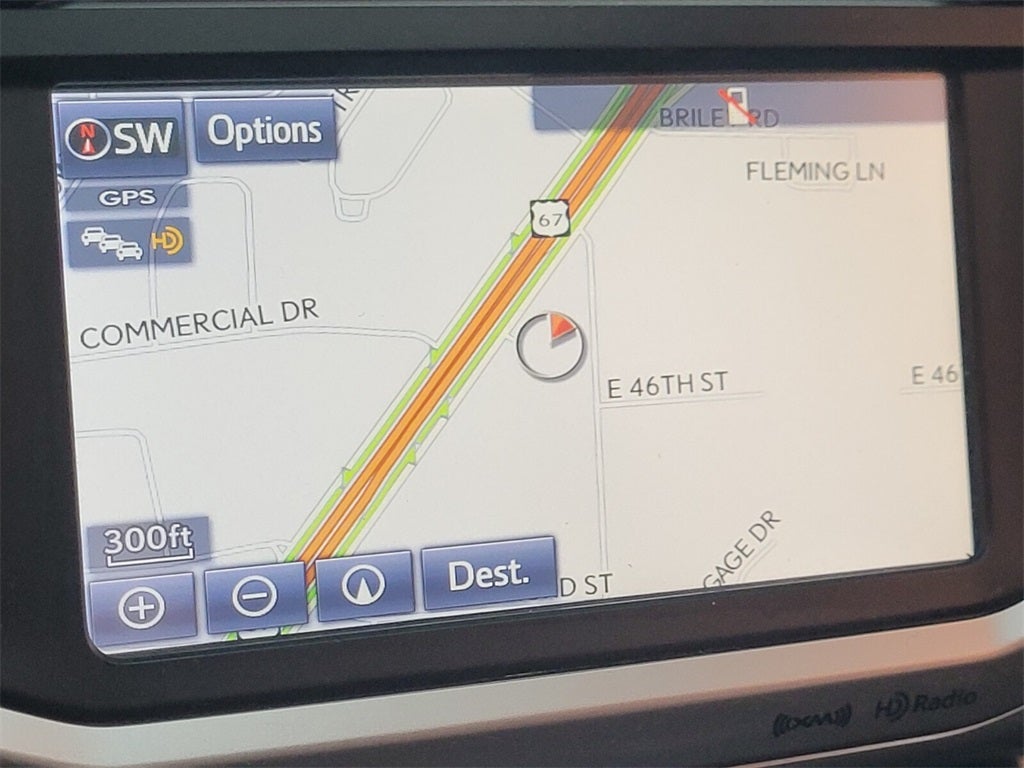 N SW
Options
BRILE RD
GPS
FLEMING LN
HD
67
COMMERCIAL DR
E 46TH ST
E 46
300ft
GAGE DR
Dest.
D ST
((XM))
HD Radio